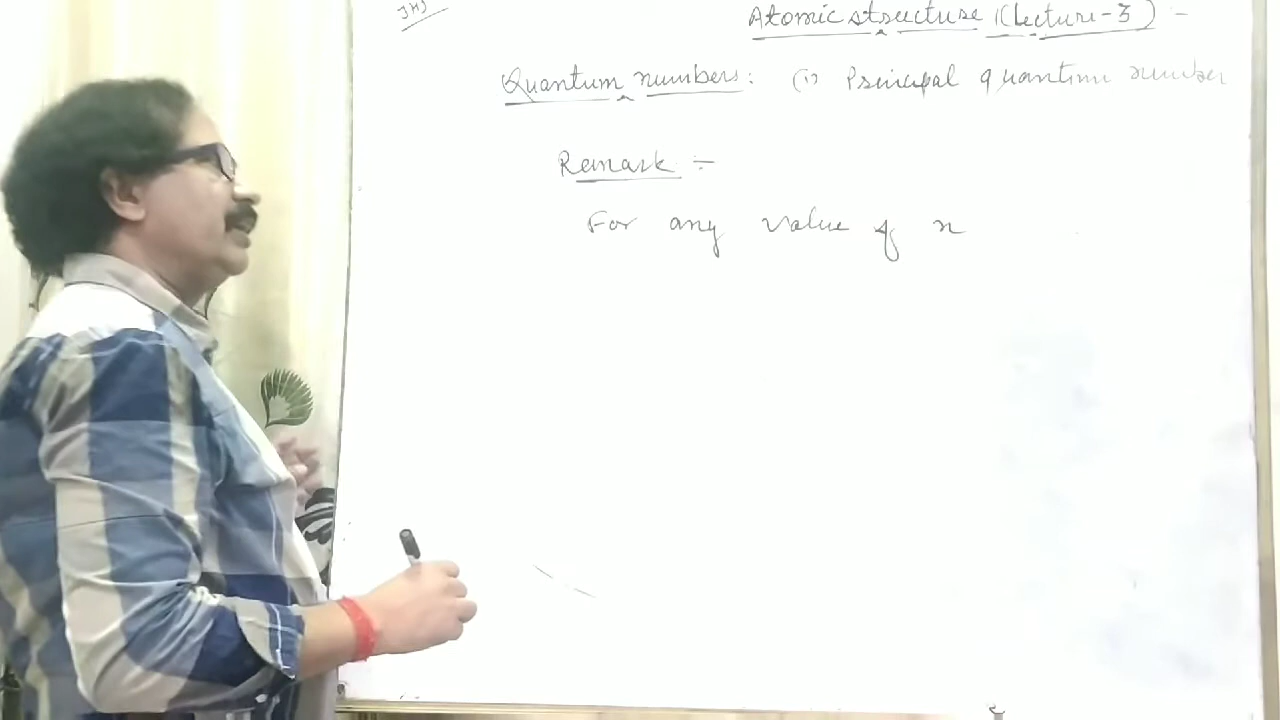 Atomic structure (Lecture-3) -
Quantum numbers: (i) Principal quantum number
Remark :-
For any value of n